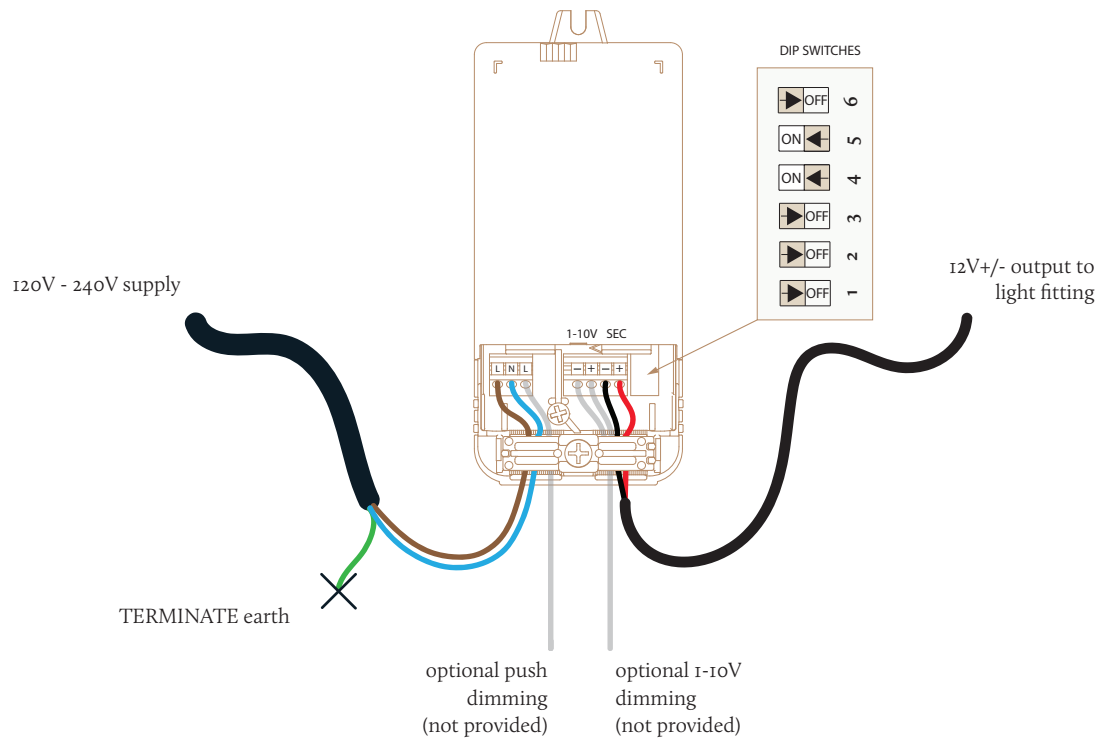 DIP SWITCHES
OFF 6
ON 5
ON 4
OFF 3
OFF 2
OFF 1
120V - 240V supply
12V+/- output to
light fitting
1-10V SEC
L N L
− + − +
TERMINATE earth
optional push
dimming
(not provided)
optional 1-10V
dimming
(not provided)